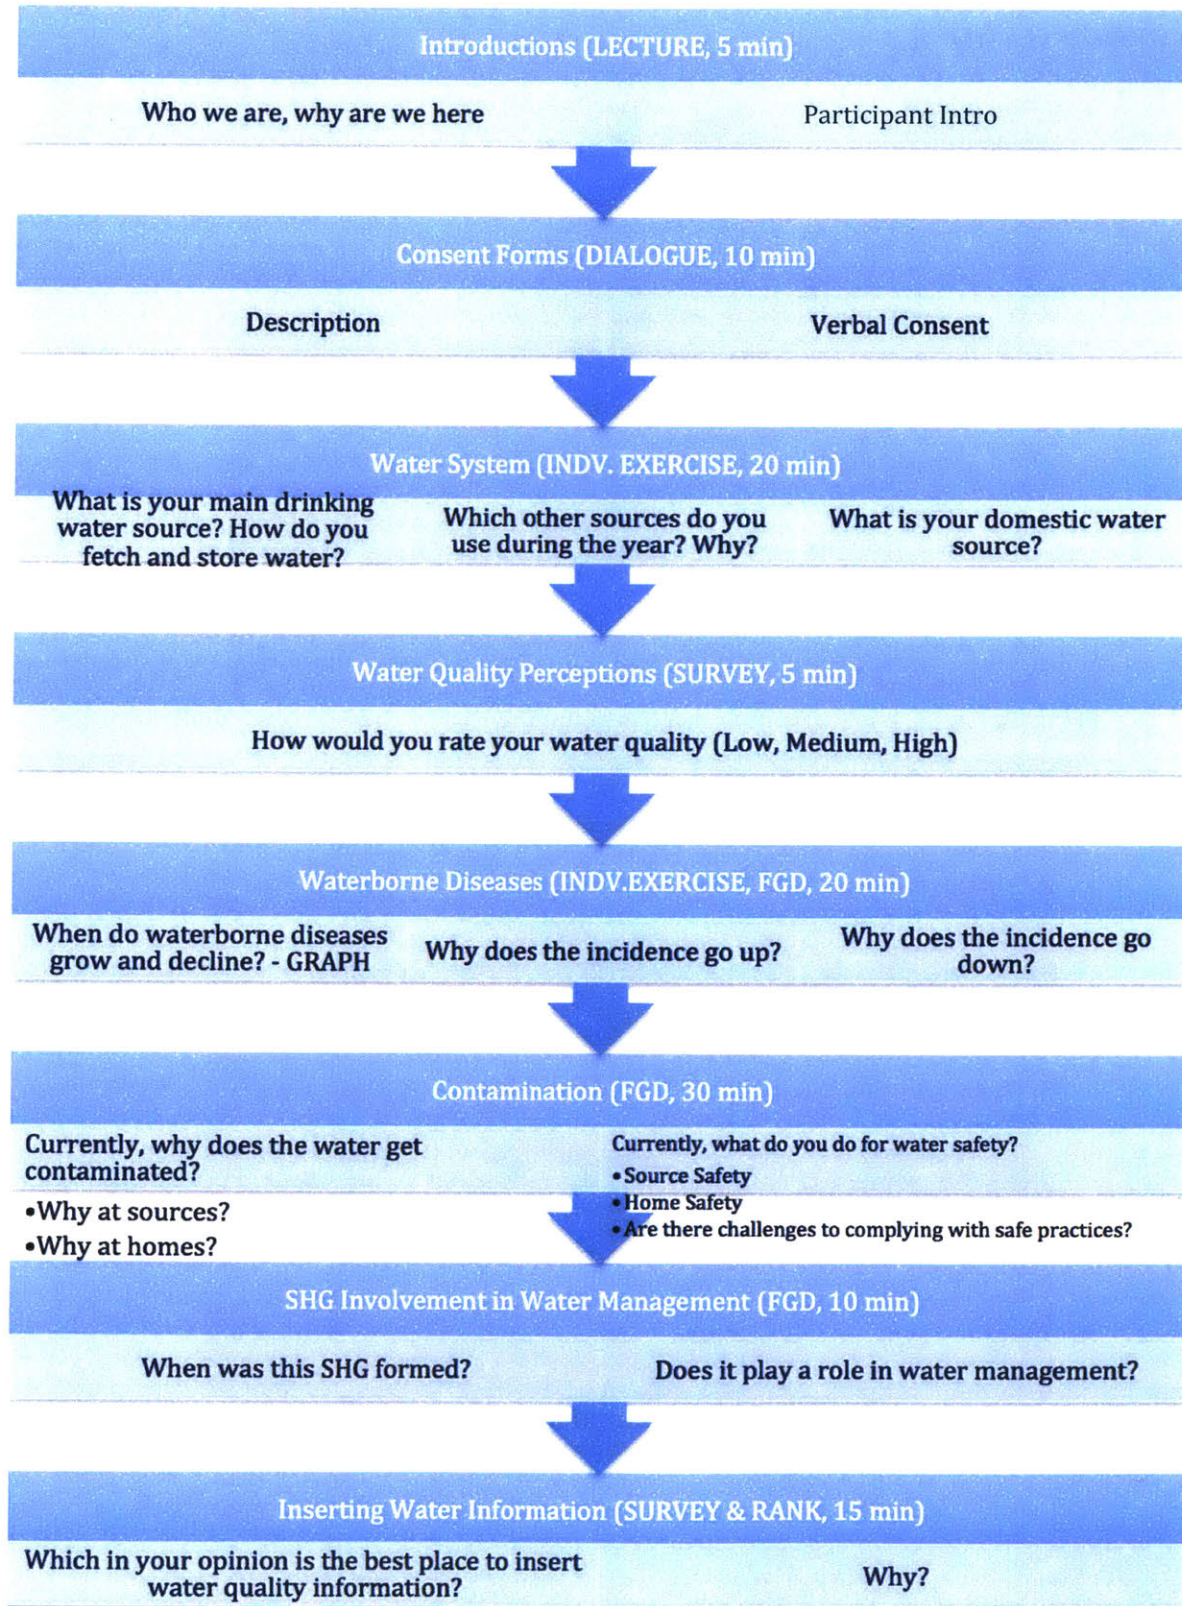 Introductions (LECTURE, 5 min)
Who we are, why are we here
Participant Intro
Consent Forms (DIALOGUE, 10 min)
Description
Verbal Consent
Water System (INDV. EXERCISE, 20 min)
What is your main drinking
water source? How do you
fetch and store water?
Which other sources do you
use during the year? Why?
What is your domestic water
source?
Water Quality Perceptions (SURVEY, 5 min)
How would you rate your water quality (Low, Medium, High)
Waterborne Diseases (INDV.EXERCISE, FGD, 20 min)
When do waterborne diseases
grow and decline? - GRAPH
Why does the incidence go up?
Why does the incidence go
down?
Contamination (FGD, 30 min)
Currently, why does the water get
contaminated?
•Why at sources?
•Why at homes?
Currently, what do you do for water safety?
•Source Safety
•Home Safety
•Are there challenges to complying with safe practices?
SHG Involvement in Water Management (FGD, 10 min)
When was this SHG formed?
Does it play a role in water management?
Inserting Water Information (SURVEY & RANK, 15 min)
Which in your opinion is the best place to insert
water quality information?
Why?